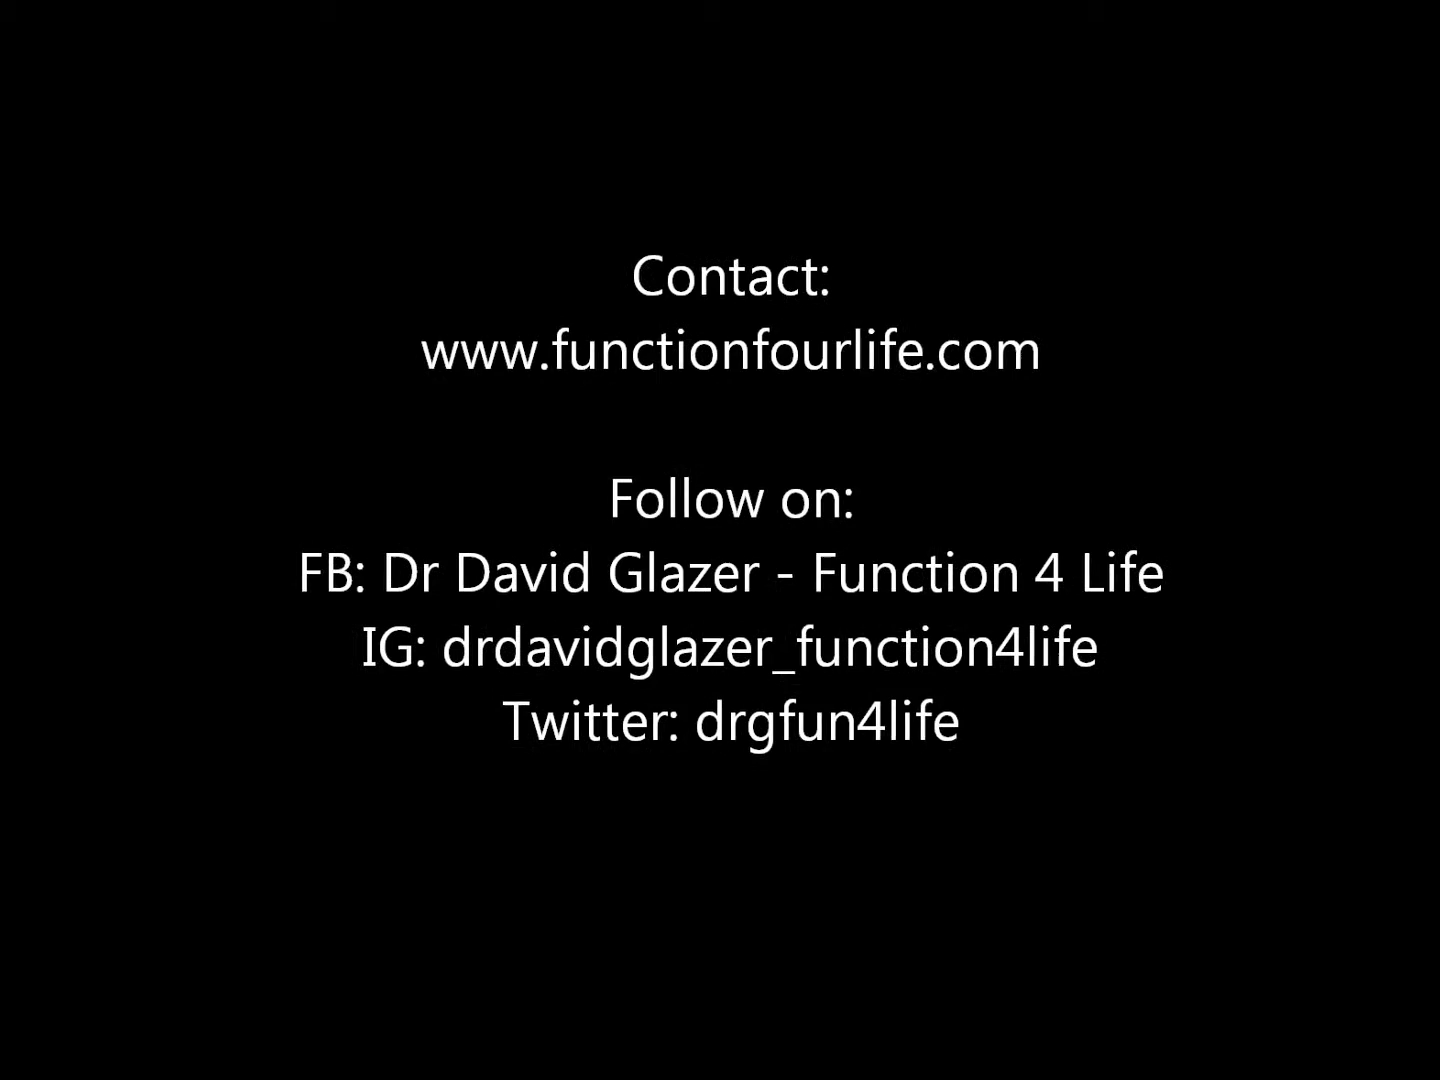 Contact:
www.functionfourlife.com
Follow on:
FB: Dr David Glazer - Function 4 Life
IG: drdavidglazer_function4life
Twitter: drgfun4life